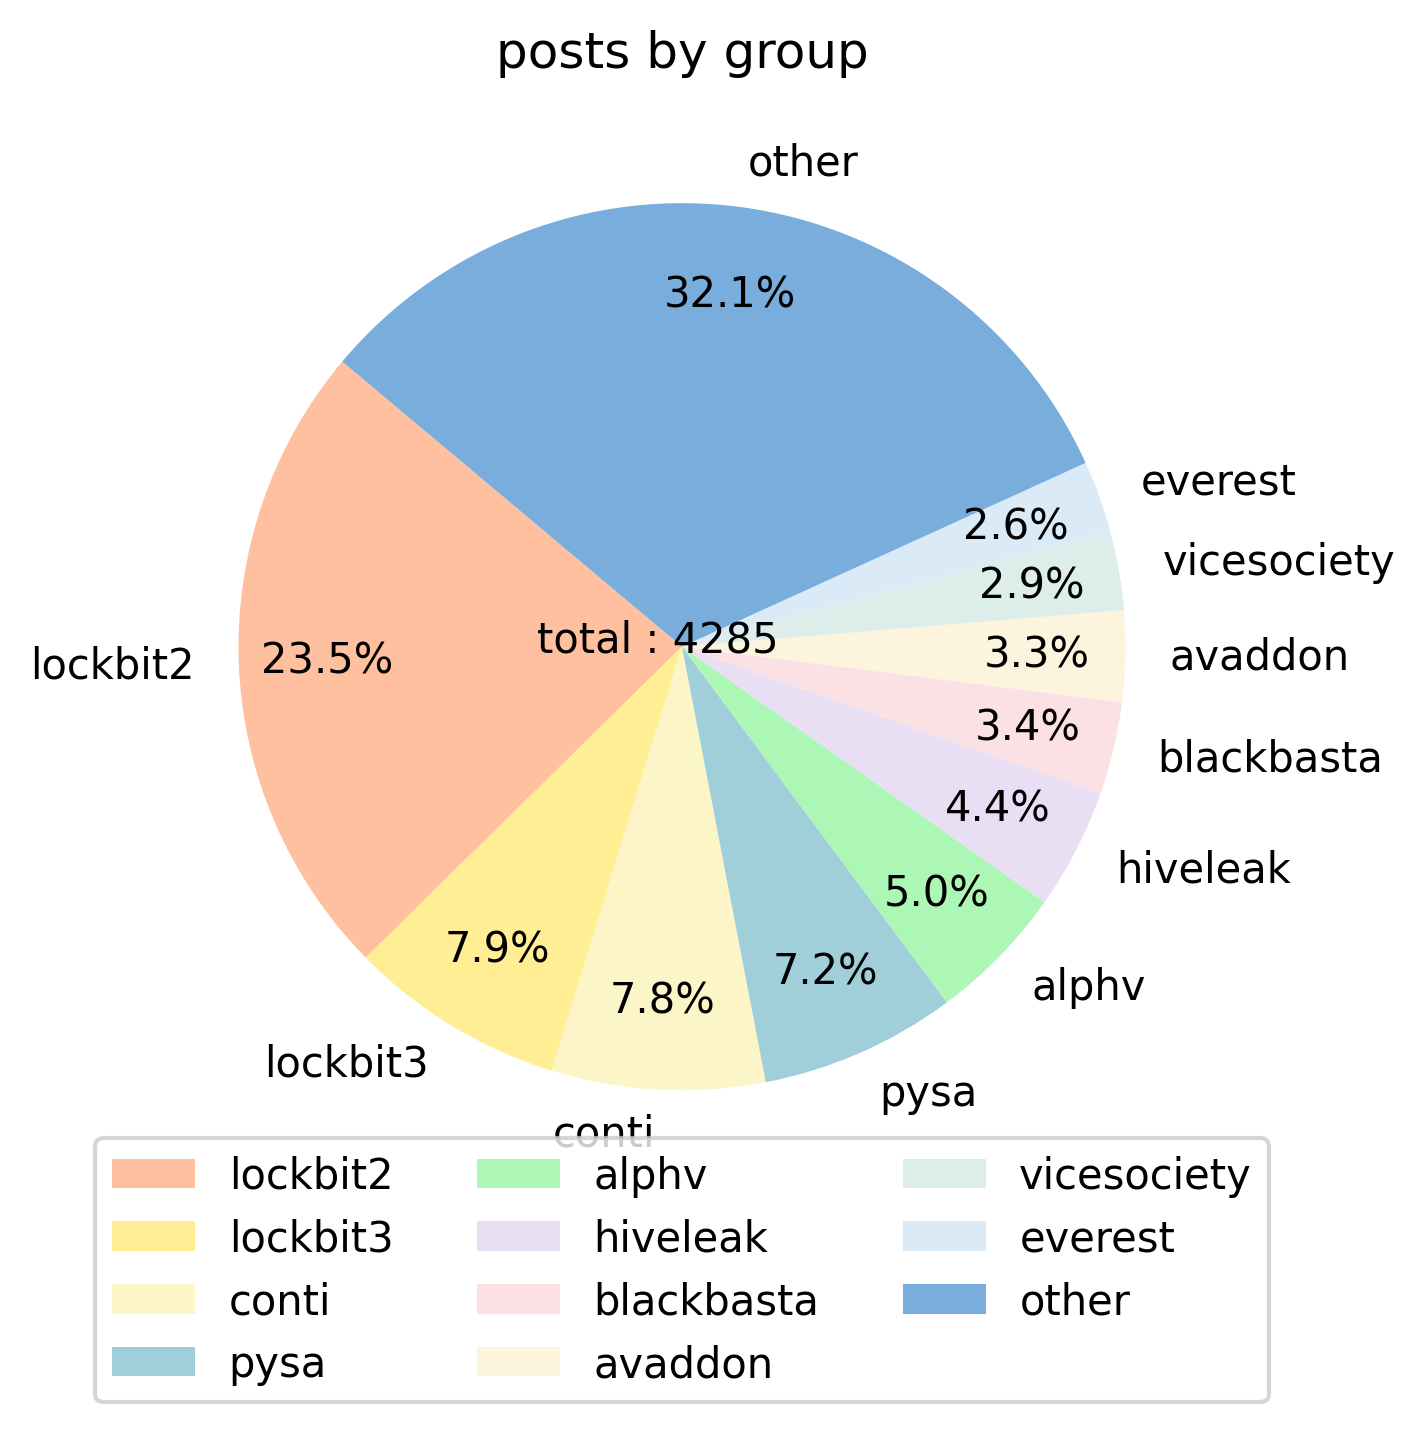 posts by group
other
32.1%
everest
2.6%
vicesociety
2.9%
total : 4285
avaddon
3.3%
lockbit2
23.5%
blackbasta
3.4%
4.4%
hiveleak
5.0%
7.9%
7.2%
alphv
7.8%
lockbit3
pysa
conti
lockbit2
lockbit3
conti
pysa
alphv
hiveleak
blackbasta
avaddon
vicesociety
everest
other